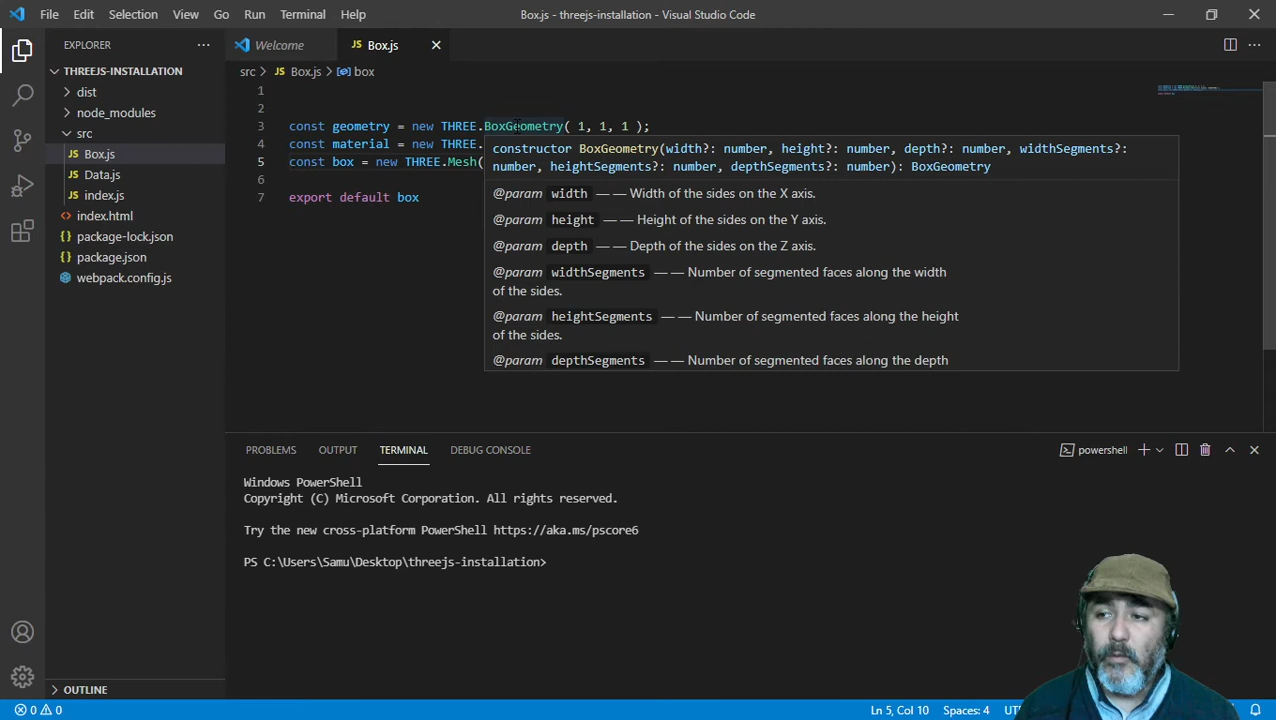 File Edit Selection View Go Run Terminal Help Box.js - threejs-installation - Visual Studio Code
EXPLORER
Welcome
JS Box.js
THREEJS-INSTALLATION
dist
node_modules
src
JS Box.js
JS Data.js
JS index.js
index.html
{} package-lock.json
{} package.json
webpack.config.js
OUTLINE
src > JS Box.js > box
1
2
3 const geometry = new THREE.BoxGeometry( 1, 1, 1 );
4 const material = new THREE.
5 const box = new THREE.Mesh(
6
7 export default box
constructor BoxGeometry(width?: number, height?: number, depth?: number, widthSegments?:
number, heightSegments?: number, depthSegments?: number): BoxGeometry
@param width — — Width of the sides on the X axis.
@param height — — Height of the sides on the Y axis.
@param depth — — Depth of the sides on the Z axis.
@param widthSegments — — Number of segmented faces along the width
of the sides.
@param heightSegments — — Number of segmented faces along the height
of the sides.
@param depthSegments — — Number of segmented faces along the depth
PROBLEMS OUTPUT TERMINAL DEBUG CONSOLE
powershell
Windows PowerShell
Copyright (C) Microsoft Corporation. All rights reserved.
Try the new cross-platform PowerShell https://aka.ms/pscore6
PS C:\Users\Samu\Desktop\threejs-installation>
0 0 Ln 5, Col 10 Spaces: 4